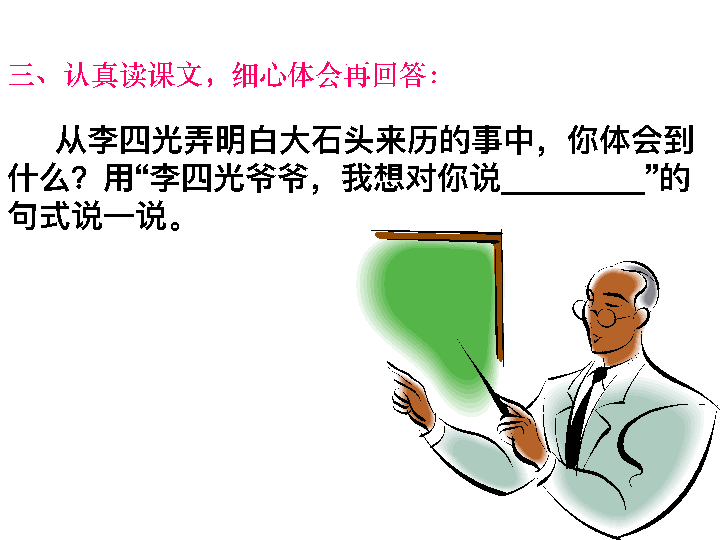 三、认真读课文，细心体会再回答：
从李四光弄明白大石头来历的事中，你体会到
什么？用“李四光爷爷，我想对你说_________”的
句式说一说。